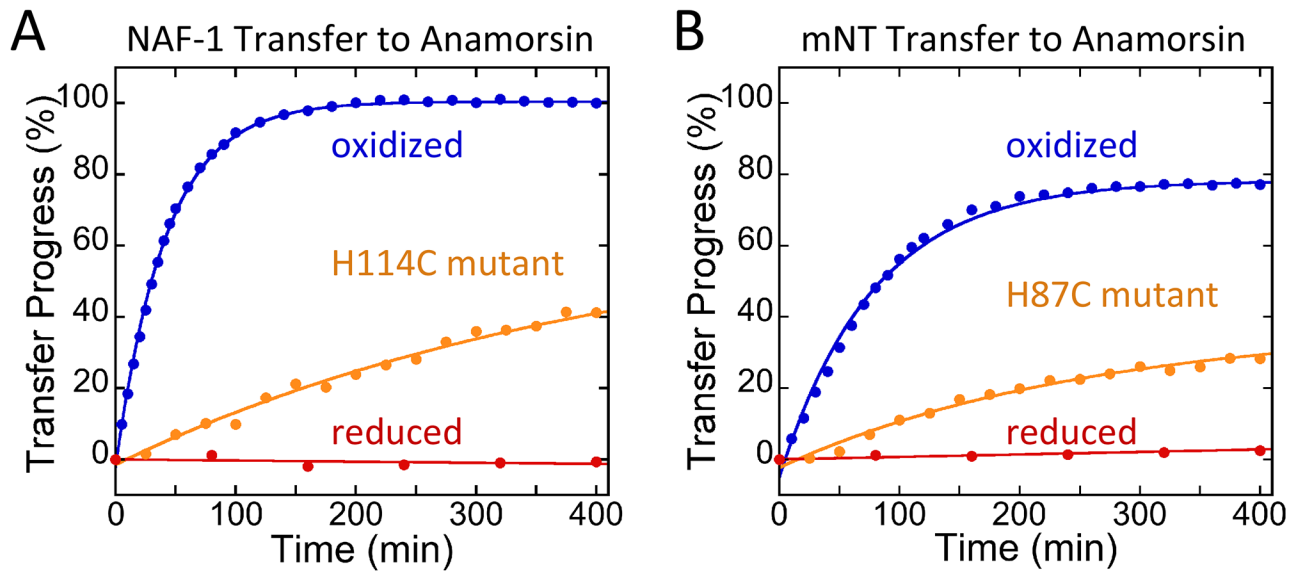 A
NAF-1 Transfer to Anamorsin
Transfer Progress (%)
100
80
60
40
20
0
oxidized
H114C mutant
reduced
0 100 200 300 400
Time (min)
B
mNT Transfer to Anamorsin
Transfer Progress (%)
100
80
60
40
20
0
oxidized
H87C mutant
reduced
0 100 200 300 400
Time (min)